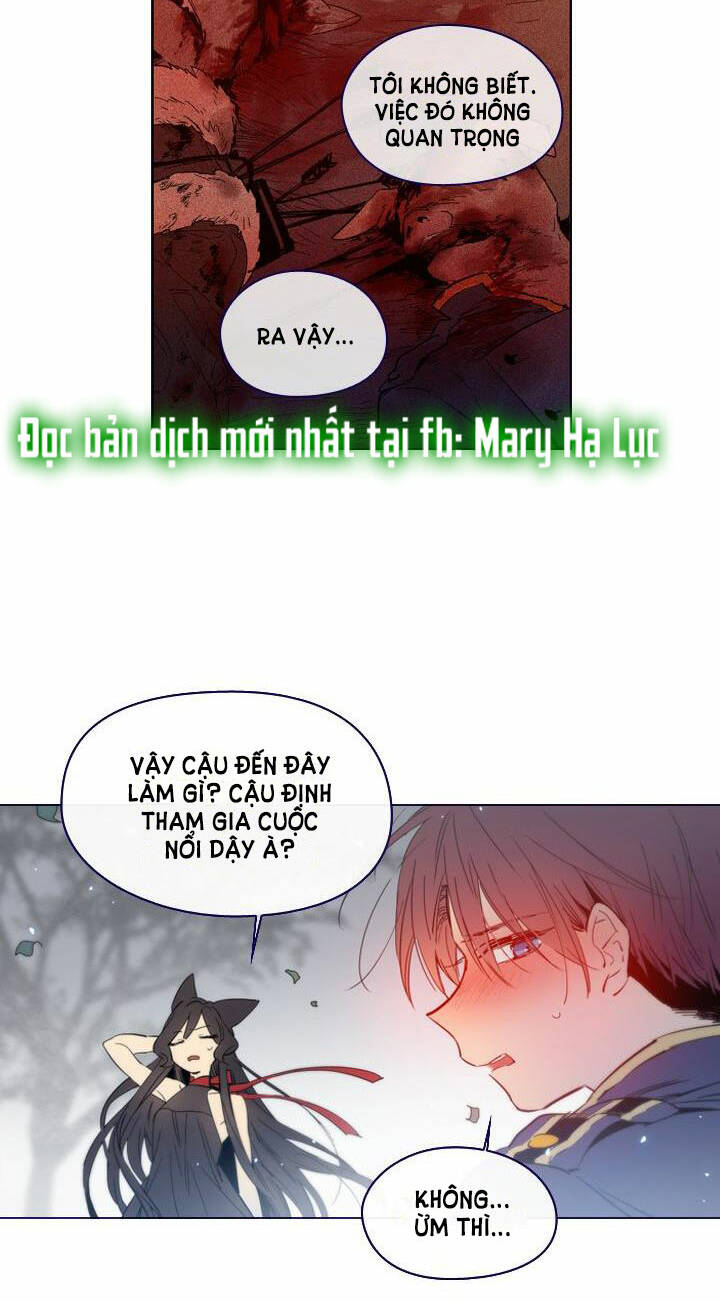 TÔI KHÔNG BIẾT.
VIỆC ĐÓ KHÔNG
QUAN TRỌNG
RA VẬY...
Đọc bản dịch mới nhất tại fb: Mary Hạ Lục
VẬY CẬU ĐẾN ĐÂY
LÀM GÌ? CẬU ĐỊNH
THAM GIA CUỘC
NỔI DẬY À?
KHÔNG...
ỪM THÌ...